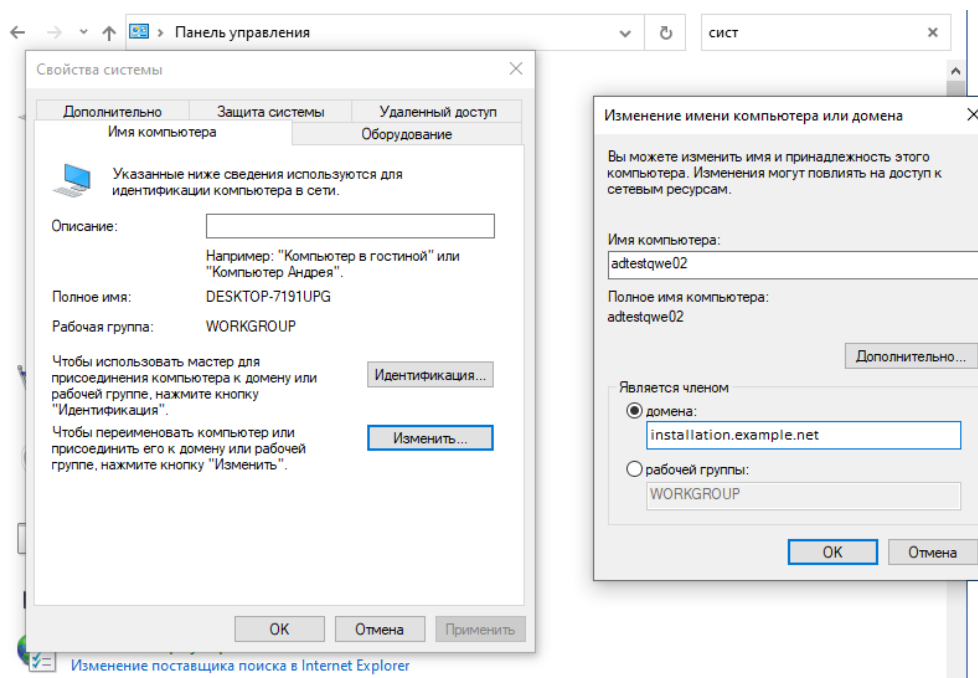 Панель управления
сист
Свойства системы
Дополнительно
Защита системы
Удаленный доступ
Имя компьютера
Оборудование
Указанные ниже сведения используются для
идентификации компьютера в сети.
Описание:
Например: "Компьютер в гостиной" или
"Компьютер Андрея".
Полное имя:
DESKTOP-7191UPG
Рабочая группа:
WORKGROUP
Чтобы использовать мастер для
присоединения компьютера к домену или
рабочей группе, нажмите кнопку
"Идентификация".
Идентификация...
Чтобы переименовать компьютер или
присоединить его к домену или рабочей
группе, нажмите кнопку "Изменить".
Изменить...
OK
Отмена
Применить
Изменение имени компьютера или домена
Вы можете изменить имя и принадлежность этого
компьютера. Изменения могут повлиять на доступ к
сетевым ресурсам.
Имя компьютера:
adtestqwe02
Полное имя компьютера:
adtestqwe02
Дополнительно...
Является членом
домена:
installation.example.net
рабочей группы:
WORKGROUP
OK
Отмена
Изменение поставщика поиска в Internet Explorer